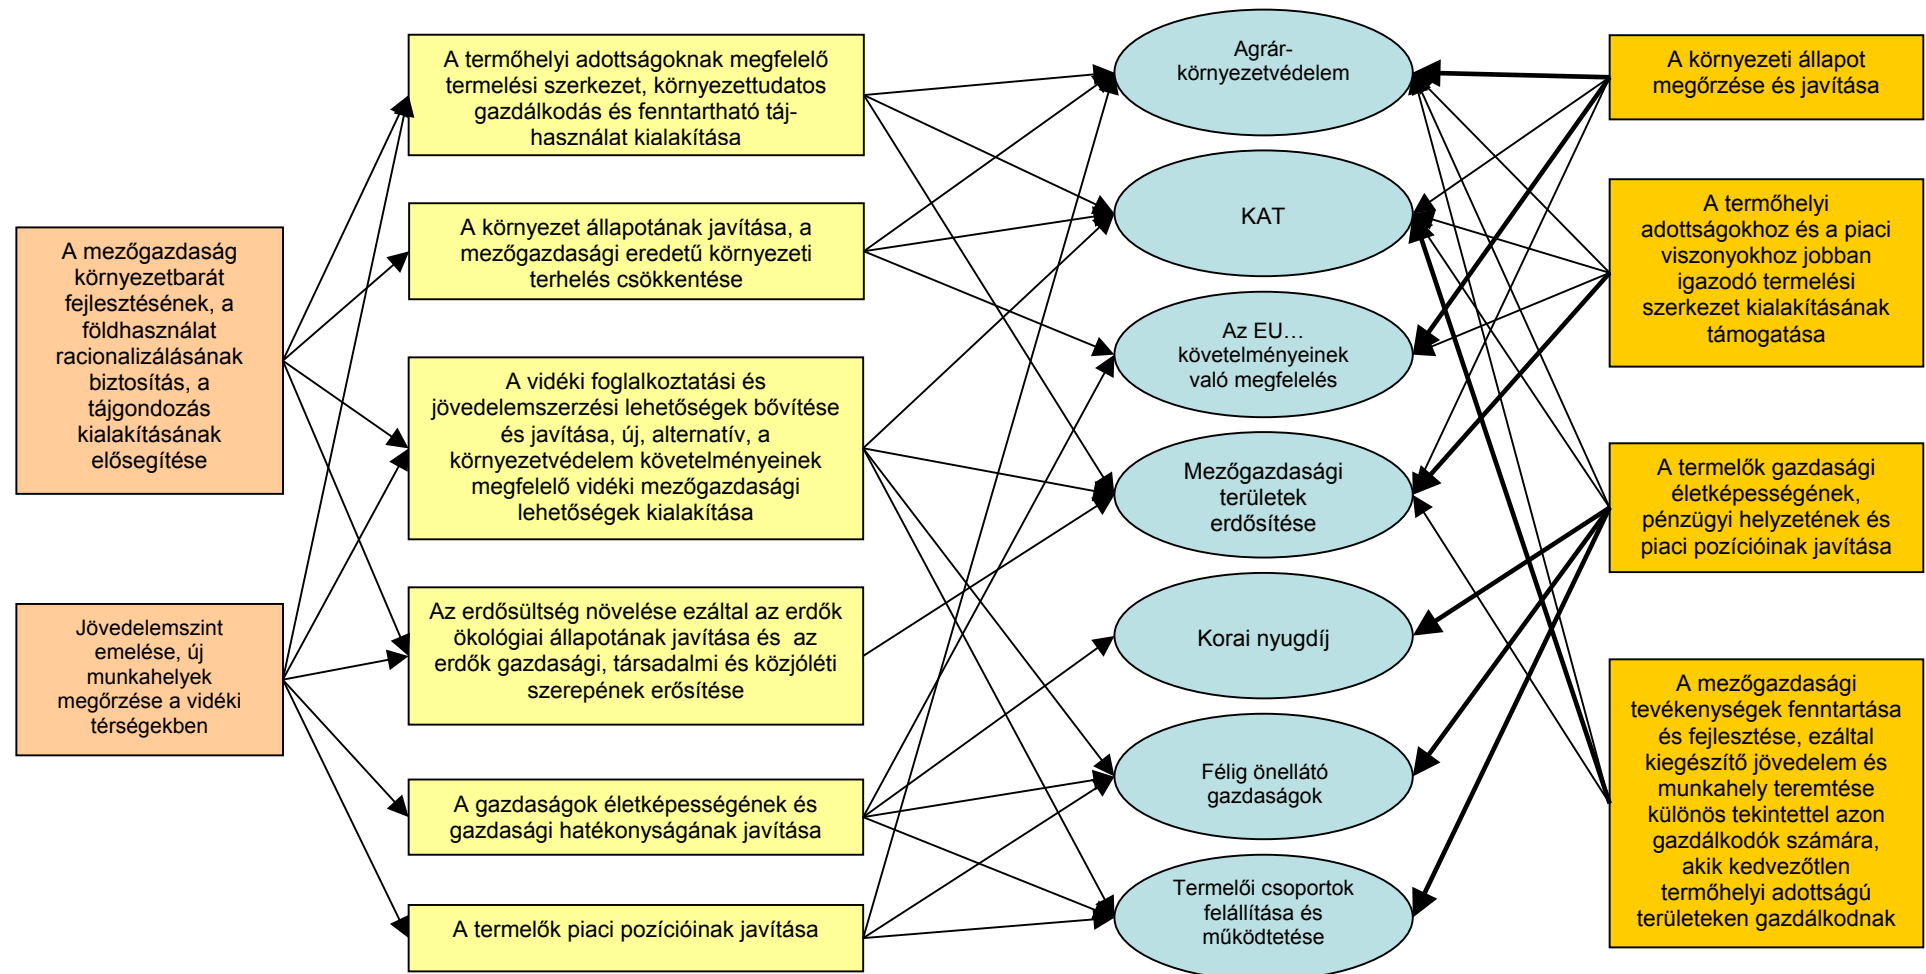 A mezőgazdaság
környezetbarát
fejlesztésének, a
földhasználat
racionalizálásának
biztosítás, a
tájgondozás
kialakításának
elősegítése
Jövedelemszint
emelése, új
munkahelyek
megőrzése a vidéki
térségekben
A termőhelyi adottságoknak megfelelő
termelési szerkezet, környezettudatos
gazdálkodás és fenntartható táj-
használat kialakítása
A környezet állapotának javítása, a
mezőgazdasági eredetű környezeti
terhelés csökkentése
A vidéki foglalkoztatási és
jövedelemszerzési lehetőségek bővítése
és javítása, új, alternatív, a
környezetvédelem követelményeinek
megfelelő vidéki mezőgazdasági
lehetőségek kialakítása
Az erdősültség növelése ezáltal az erdők
ökológiai állapotának javítása és az
erdők gazdasági, társadalmi és közjóléti
szerepének erősítése
A gazdaságok életképességének és
gazdasági hatékonyságának javítása
A termelők piaci pozícióinak javítása
Agrár-
környezetvédelem
KAT
Az EU…
követelményeinek
való megfelelés
Mezőgazdasági
területek
erdősítése
Korai nyugdíj
Félig önellátó
gazdaságok
Termelői csoportok
felállítása és
működtetése
A környezeti állapot
megőrzése és javítása
A termőhelyi
adottságokhoz és a piaci
viszonyokhoz jobban
igazodó termelési
szerkezet kialakításának
támogatása
A termelők gazdasági
életképességének,
pénzügyi helyzetének és
piaci pozícióinak javítása
A mezőgazdasági
tevékenységek fenntartása
és fejlesztése, ezáltal
kiegészítő jövedelem és
munkahely teremtése
különös tekintettel azon
gazdálkodók számára,
akik kedvezőtlen
termőhelyi adottságú
területeken gazdálkodnak